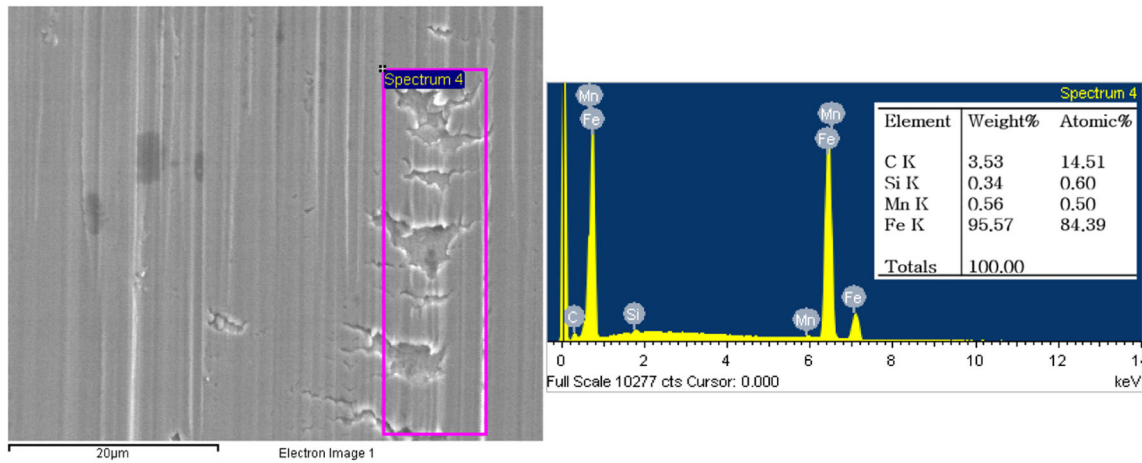 Spectrum 4
20µm
Electron Image 1
Spectrum 4
Mn
Fe
Mn
Fe
C
Si
Mn
Fe
Element Weight% Atomic%
C K 3.53 14.51
Si K 0.34 0.60
Mn K 0.56 0.50
Fe K 95.57 84.39
Totals 100.00
0 2 4 6 8 10 12 14
Full Scale 10277 cts Cursor: 0.000 keV